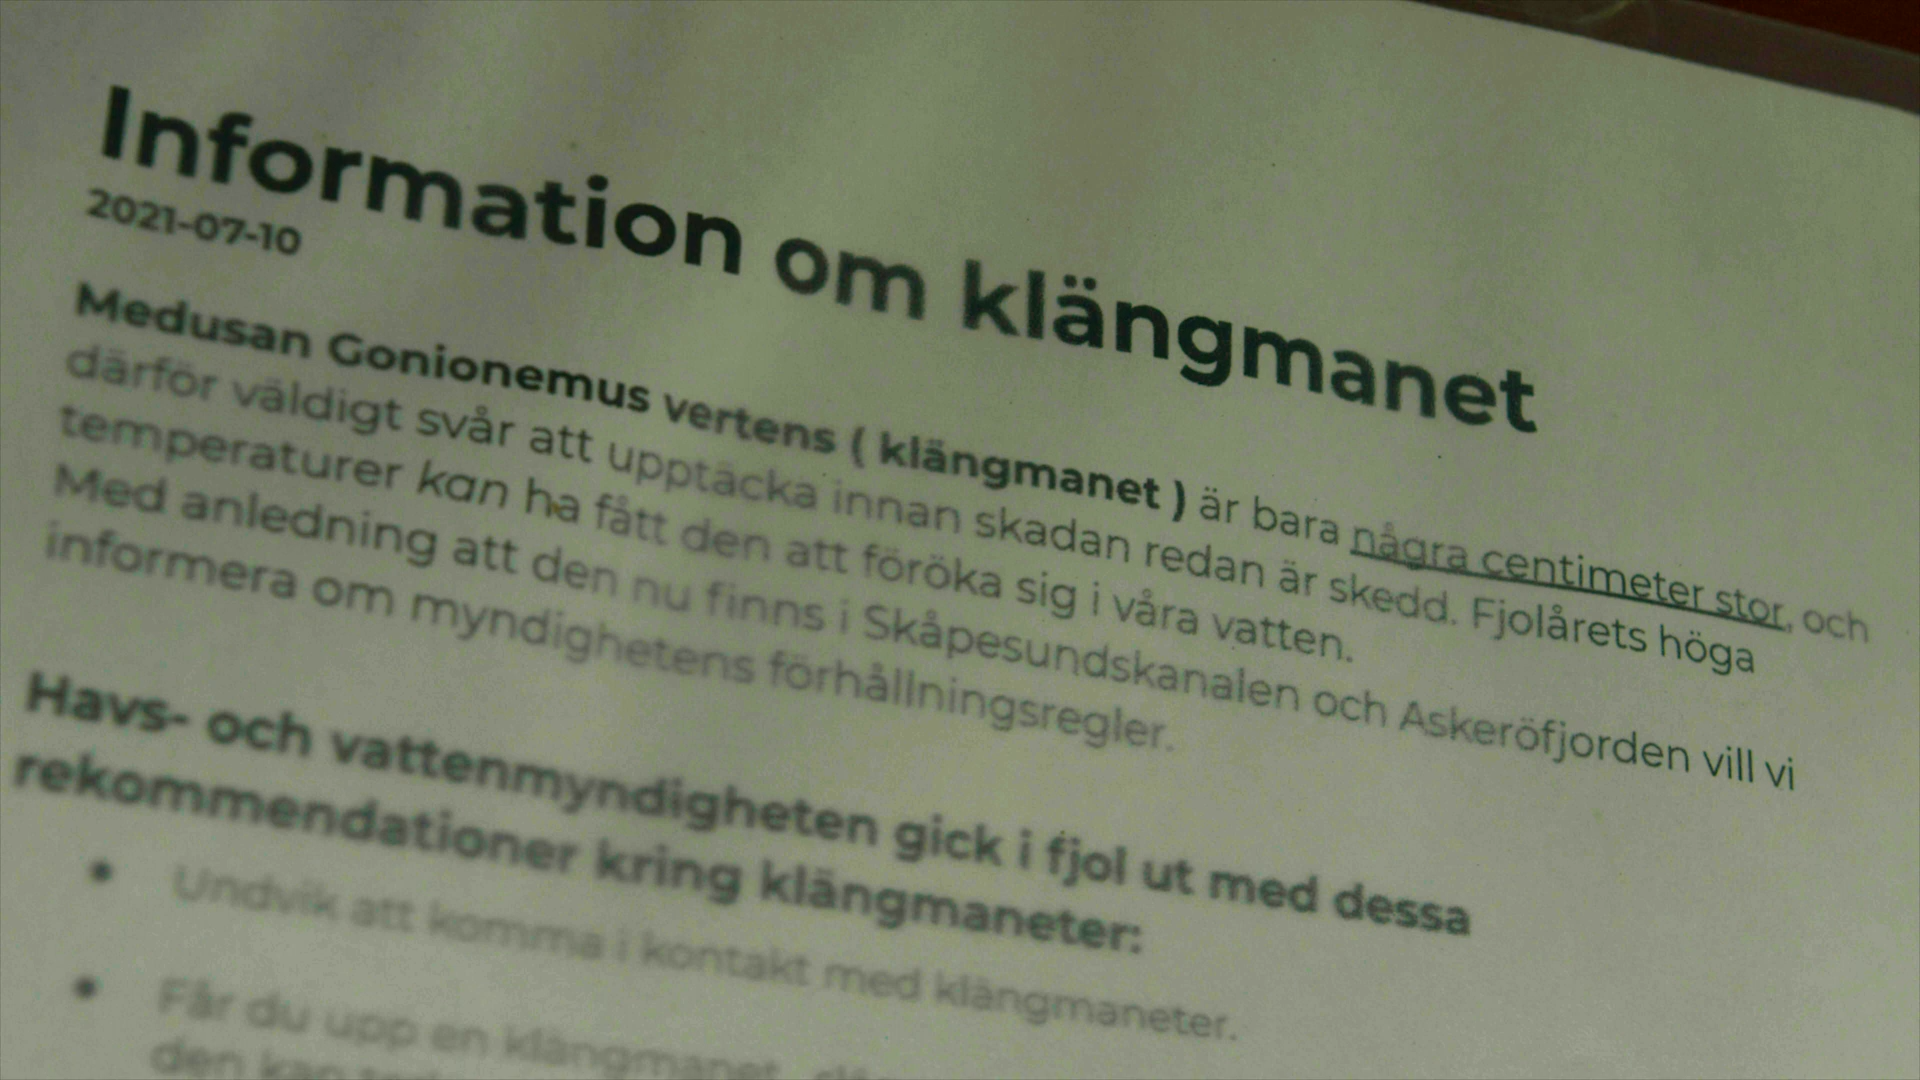 Information om klängmanet
2021-07-10
Medusan Gonionemus vertens ( klängmanet ) är bara några centimeter stor, och
därför väldigt svår att upptäcka innan skadan redan är skedd. Fjolårets höga
temperaturer kan ha fått den att föröka sig i våra vatten.
Med anledning att den nu finns i Skåpesundskanalen och Askeröfjorden vill vi
informera om myndighetens förhållningsregler.
Havs- och vattenmyndigheten gick i fjol ut med dessa
rekommendationer kring klängmaneter:
• Undvik att komma i kontakt med klängmaneter.
• Får du upp en klängmanet
den kan